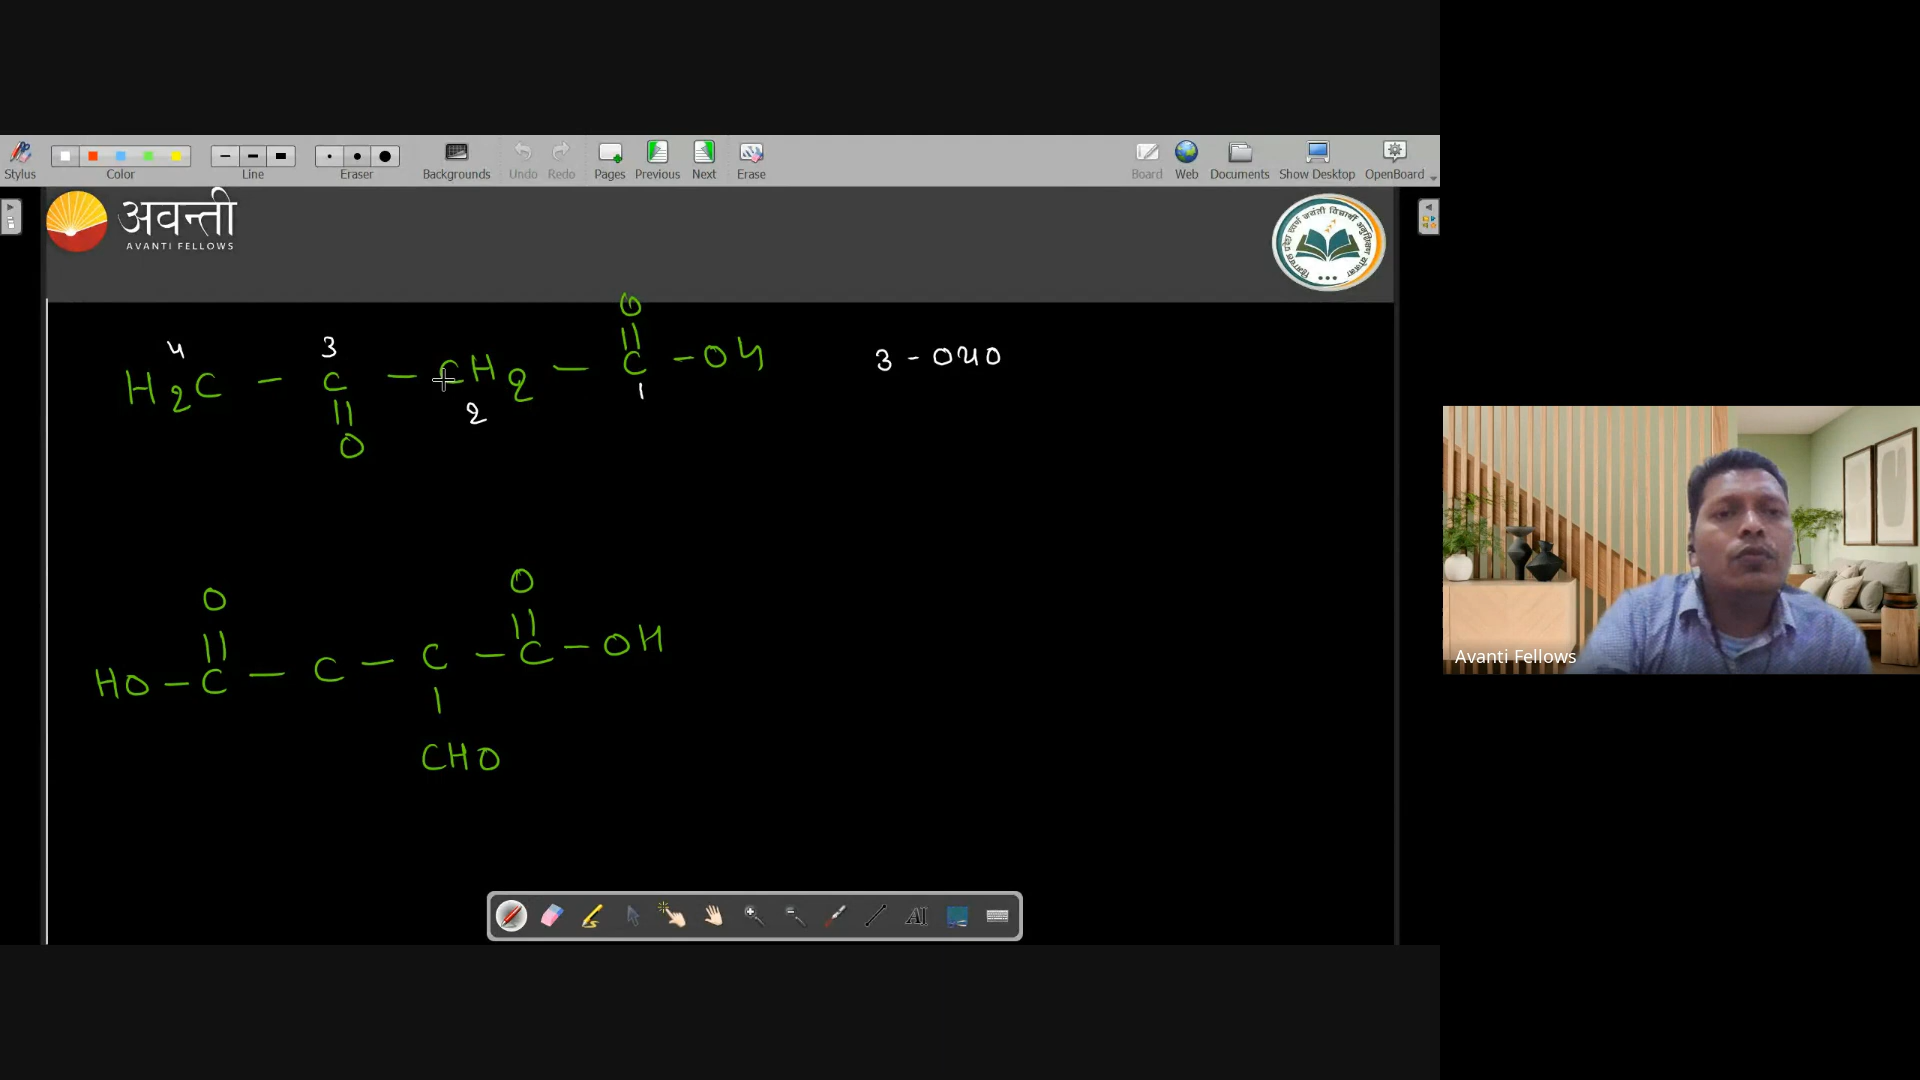 Stylus
Color
Line
Eraser
Backgrounds
Undo
Redo
Pages
Previous
Next
Erase
Board
Web
Documents
Show Desktop
OpenBoard
अवन्ती
AVANTI FELLOWS
O
4 3
H2C - C - CH2 - C - OH 3 - oxo
2 1
O
O O
HO - C - C - C - C - OH
CHO
AI
Avanti Fellows